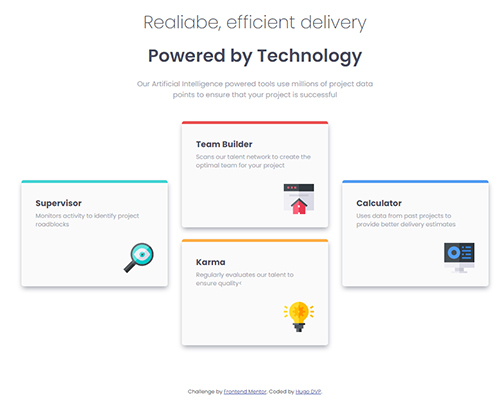 Realiabe, efficient delivery
Powered by Technology
Our Artificial Intelligence powered tools use millions of project data
points to ensure that your project is successful
Team Builder
Scans our talent network to create the
optimal team for your project
Supervisor
Monitors activity to identify project
roadblocks
Calculator
Uses data from past projects to
provide better delivery estimates
Karma
Regularly evaluates our talent to
ensure quality
Challenge by Frontend Mentor. Coded by Hugo DVP.